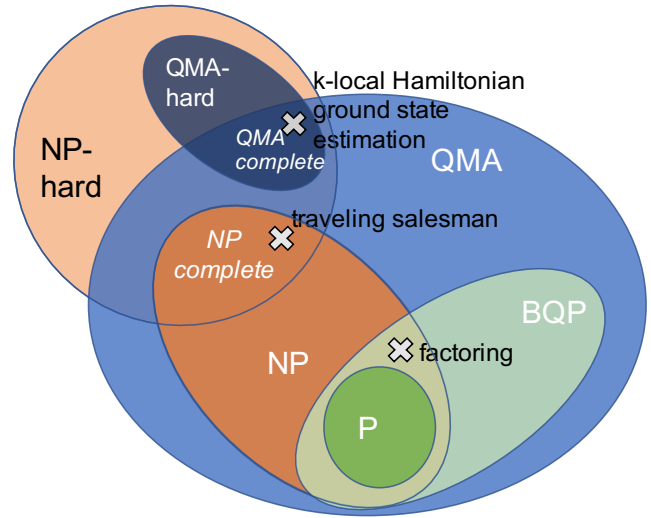 QMA-
hard
k-local Hamiltonian
ground state
estimation
QMA
complete
NP-
hard
QMA
traveling salesman
NP
complete
BQP
factoring
NP
P